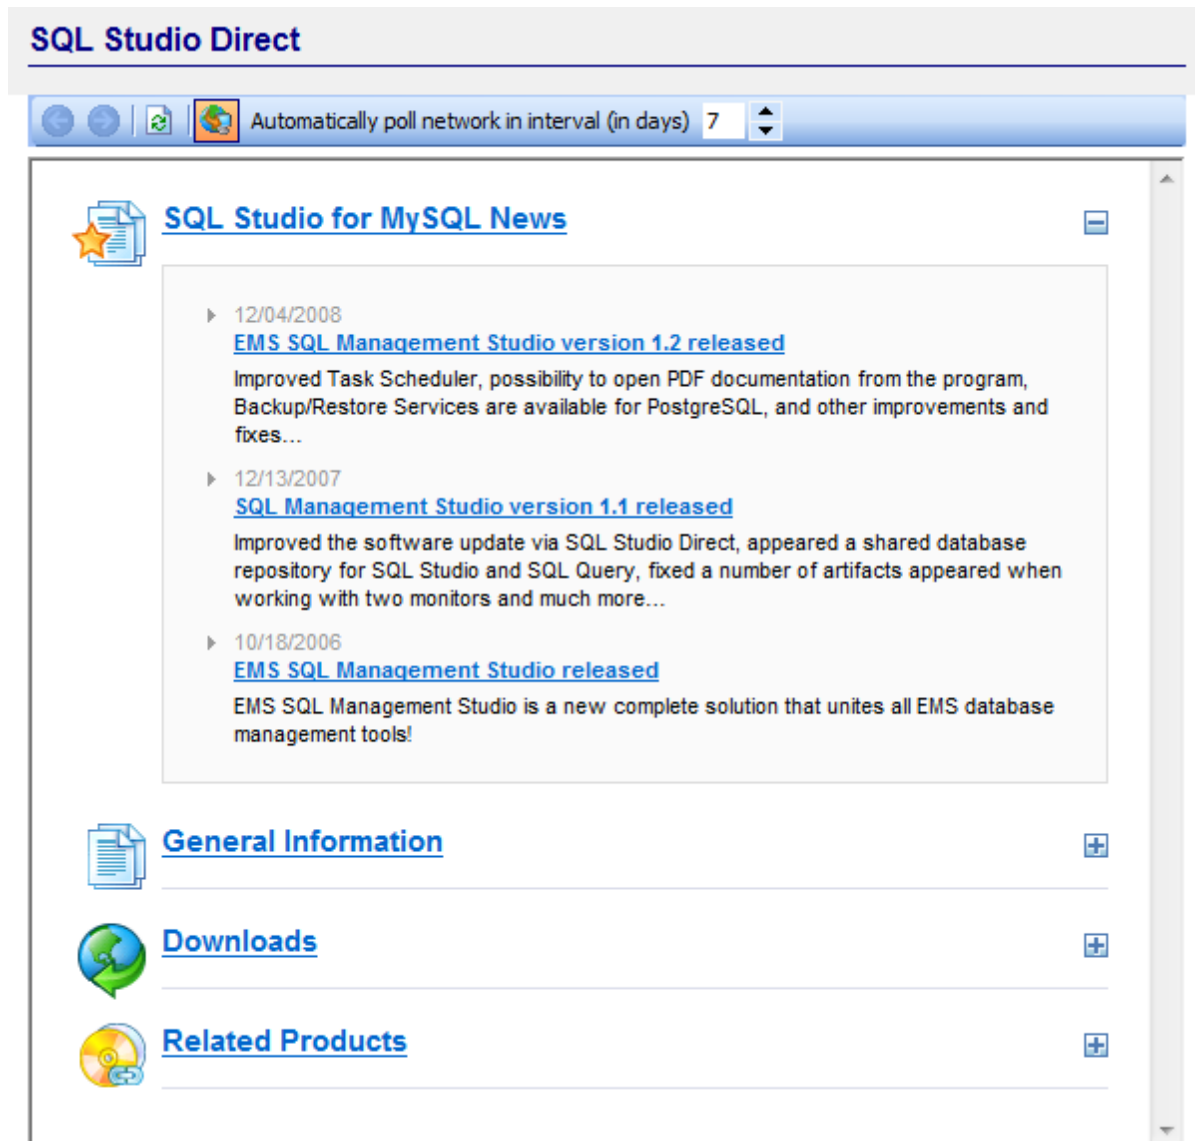 SQL Studio Direct
Automatically poll network in interval (in days) 7
SQL Studio for MySQL News
12/04/2008
EMS SQL Management Studio version 1.2 released
Improved Task Scheduler, possibility to open PDF documentation from the program,
Backup/Restore Services are available for PostgreSQL, and other improvements and
fixes...
12/13/2007
SQL Management Studio version 1.1 released
Improved the software update via SQL Studio Direct, appeared a shared database
repository for SQL Studio and SQL Query, fixed a number of artifacts appeared when
working with two monitors and much more...
10/18/2006
EMS SQL Management Studio released
EMS SQL Management Studio is a new complete solution that unites all EMS database
management tools!
General Information
Downloads
Related Products